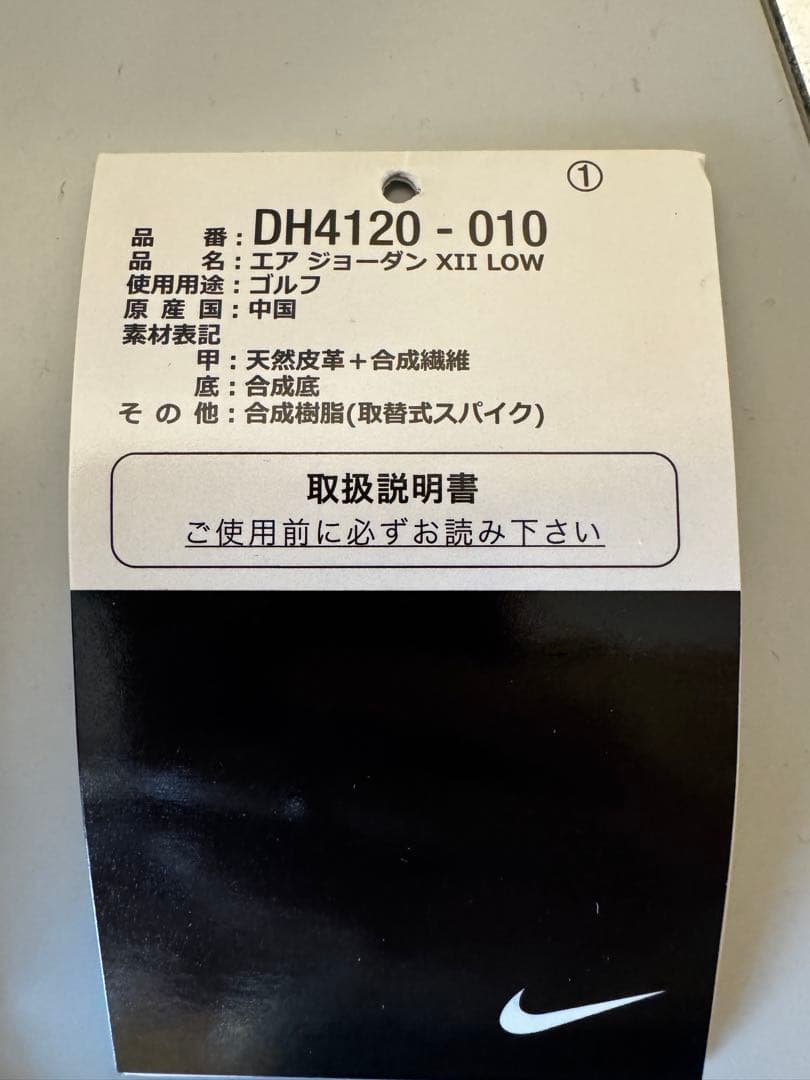 ①
品 番：DH4120 - 010
品 名：エア ジョーダン XII LOW
使用用途：ゴルフ
原 産 国：中国
素材表記
甲：天然皮革＋合成繊維
底：合成底
そ の 他：合成樹脂(取替式スパイク)
取扱説明書
ご使用前に必ずお読み下さい